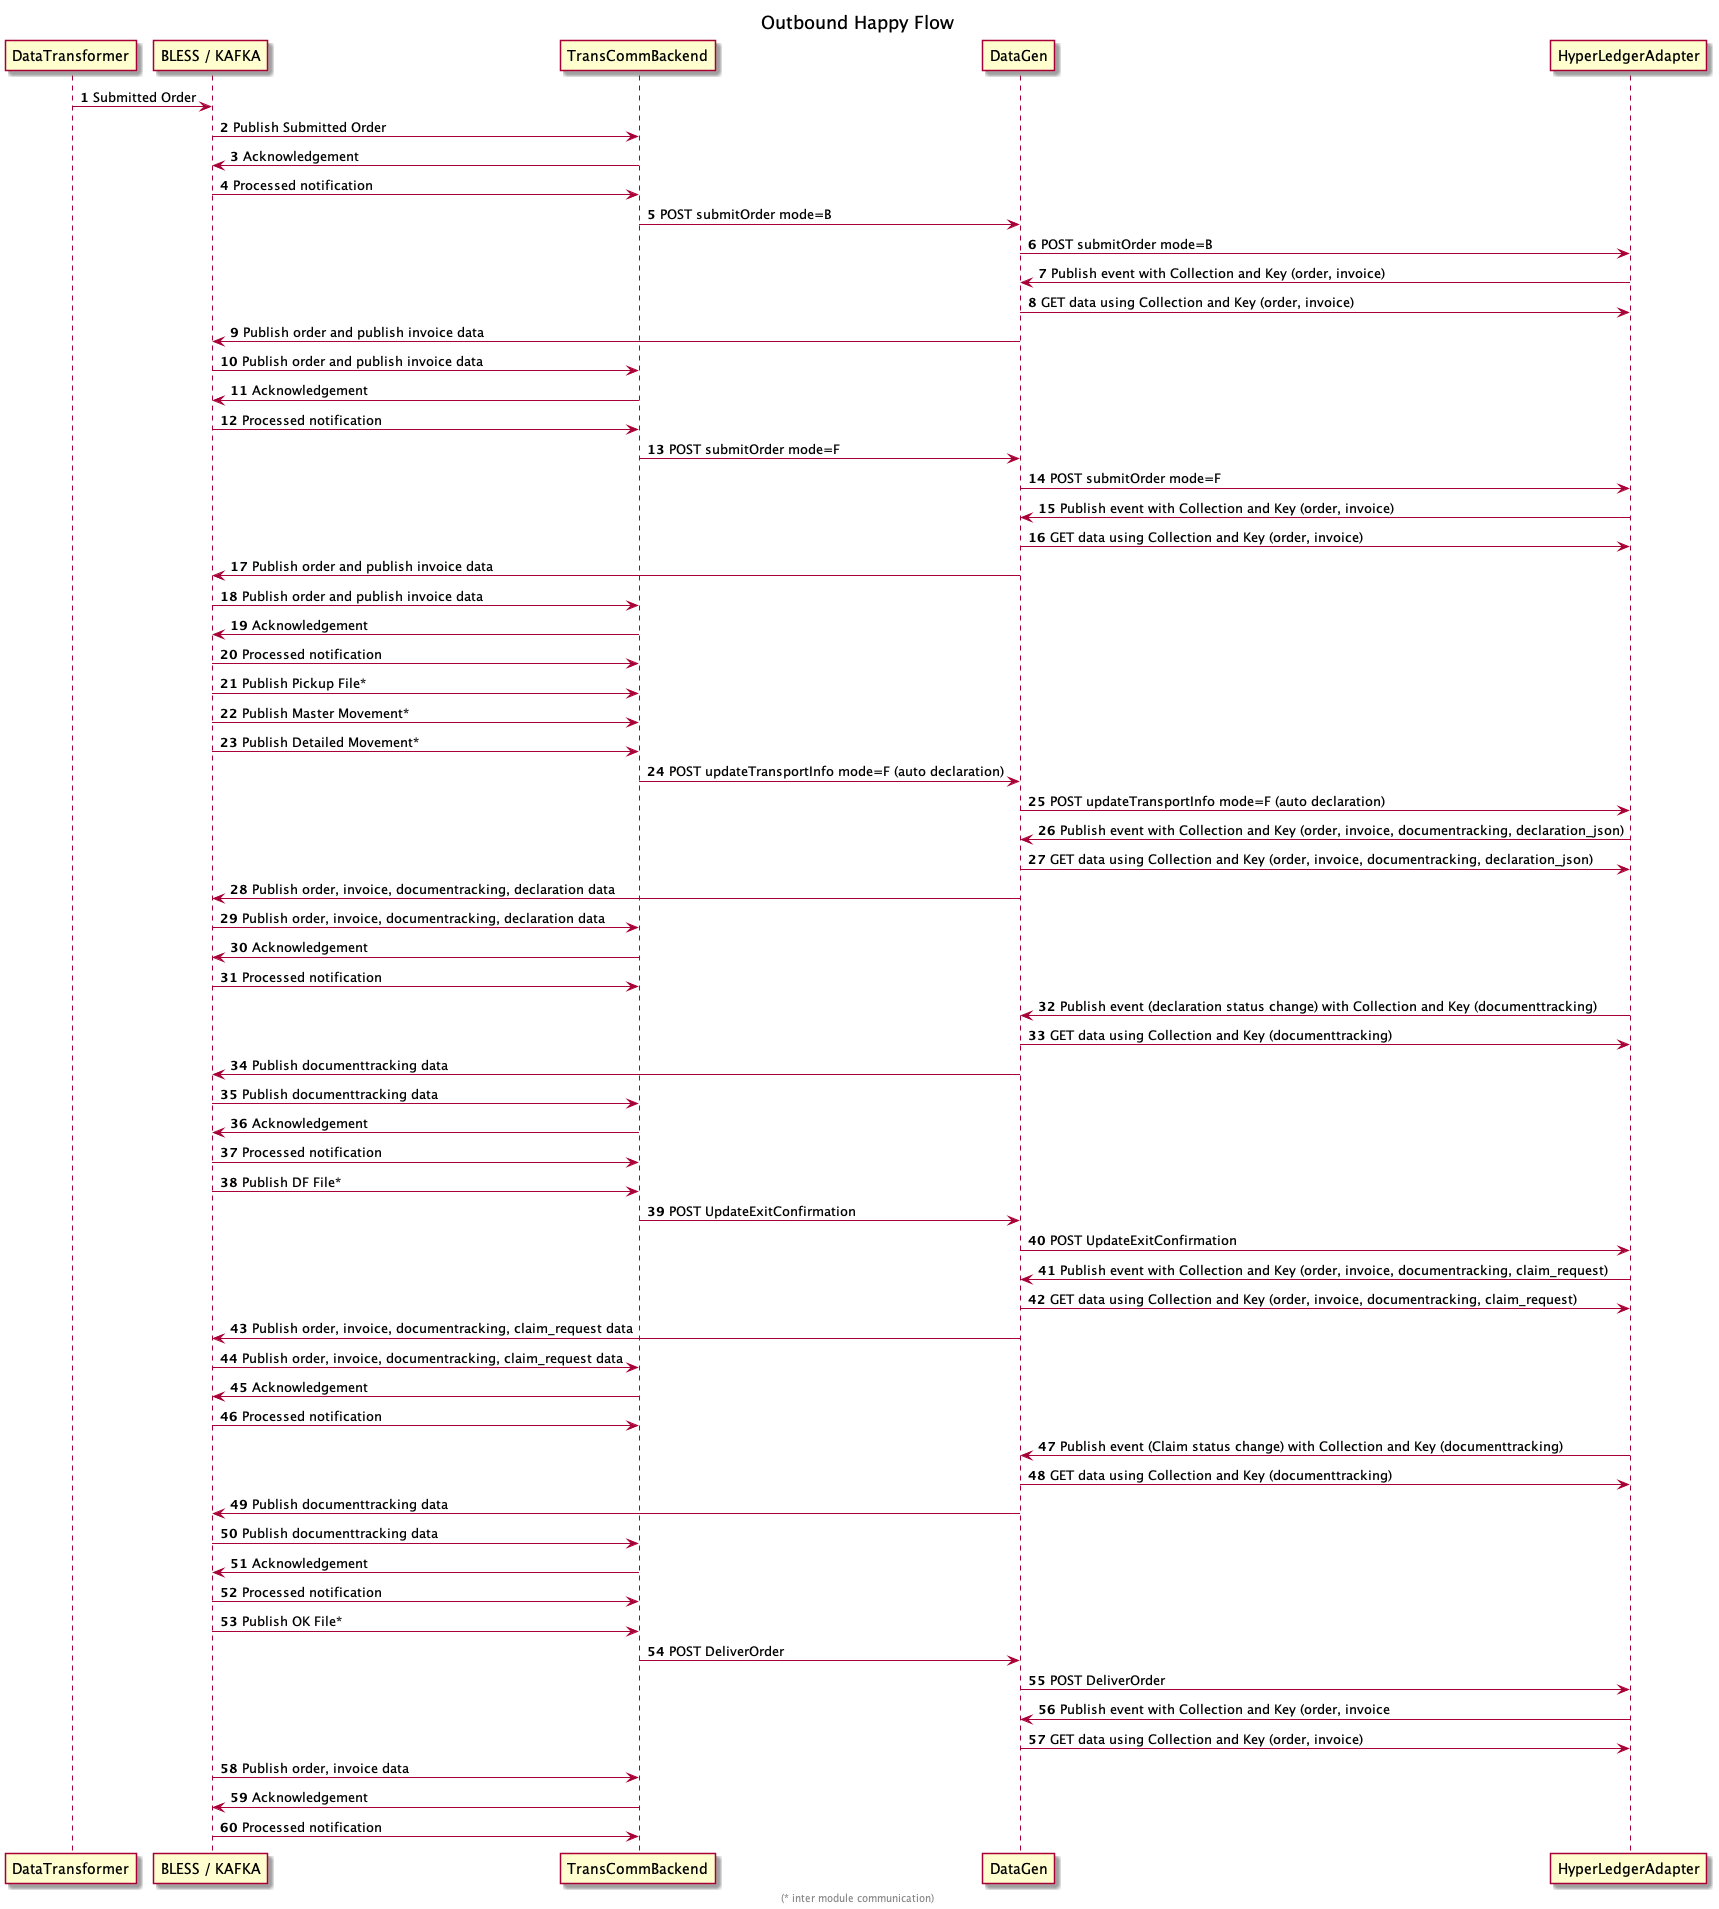 Outbound Happy Flow
DataTransformer
BLESS / KAFKA
TransCommBackend
DataGen
HyperLedgerAdapter
1 Submitted Order
2 Publish Submitted Order
3 Acknowledgement
4 Processed notification
5 POST submitOrder mode=B
6 POST submitOrder mode=B
7 Publish event with Collection and Key (order, invoice)
8 GET data using Collection and Key (order, invoice)
9 Publish order and publish invoice data
10 Publish order and publish invoice data
11 Acknowledgement
12 Processed notification
13 POST submitOrder mode=F
14 POST submitOrder mode=F
15 Publish event with Collection and Key (order, invoice)
16 GET data using Collection and Key (order, invoice)
17 Publish order and publish invoice data
18 Publish order and publish invoice data
19 Acknowledgement
20 Processed notification
21 Publish Pickup File*
22 Publish Master Movement*
23 Publish Detailed Movement*
24 POST updateTransportInfo mode=F (auto declaration)
25 POST updateTransportInfo mode=F (auto declaration)
26 Publish event with Collection and Key (order, invoice, documentracking, declaration_json)
27 GET data using Collection and Key (order, invoice, documentracking, declaration_json)
28 Publish order, invoice, documentracking, declaration data
29 Publish order, invoice, documentracking, declaration data
30 Acknowledgement
31 Processed notification
32 Publish event (declaration status change) with Collection and Key (documenttracking)
33 GET data using Collection and Key (documenttracking)
34 Publish documenttracking data
35 Publish documenttracking data
36 Acknowledgement
37 Processed notification
38 Publish DF File*
39 POST UpdateExitConfirmation
40 POST UpdateExitConfirmation
41 Publish event with Collection and Key (order, invoice, documentracking, claim_request)
42 GET data using Collection and Key (order, invoice, documentracking, claim_request)
43 Publish order, invoice, documentracking, claim_request data
44 Publish order, invoice, documentracking, claim_request data
45 Acknowledgement
46 Processed notification
47 Publish event (Claim status change) with Collection and Key (documenttracking)
48 GET data using Collection and Key (documenttracking)
49 Publish documenttracking data
50 Publish documenttracking data
51 Acknowledgement
52 Processed notification
53 Publish OK File*
54 POST DeliverOrder
55 POST DeliverOrder
56 Publish event with Collection and Key (order, invoice
57 GET data using Collection and Key (order, invoice)
58 Publish order, invoice data
59 Acknowledgement
60 Processed notification
DataTransformer
BLESS / KAFKA
TransCommBackend
DataGen
HyperLedgerAdapter
(* inter module communication)